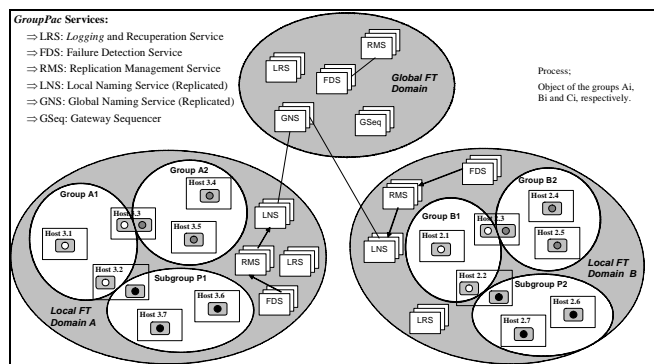 GroupPac Services:
⇒ LRS: Logging and Recuperation Service
⇒ FDS: Failure Detection Service
⇒ RMS: Replication Management Service
⇒ LNS: Local Naming Service (Replicated)
⇒ GNS: Global Naming Service (Replicated)
⇒ GSeq: Gateway Sequencer
RMS
LRS
FDS
Global FT
Domain
GNS
GSeq
Process;
Object of the groups Ai,
Bi and Ci, respectively.
Group A2
Host 3.4
Group A1
Host 3.3
Host 3.5
Host 3.1
LNS
Host 3.2
RMS
LRS
Subgroup P1
FDS
Host 3.6
Host 3.7
Local FT
Domain A
FDS
RMS
Group B2
Host 2.4
Group B1
Host 2.3
Host 2.1
LNS
Host 2.5
Local FT
Domain B
Host 2.2
Subgroup P2
LRS
Host 2.6
Host 2.7